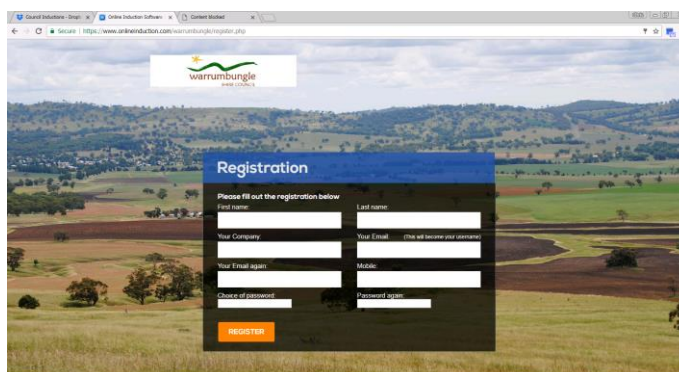 Council Inductions - Email
Online Induction Software
Content blocked
Secure | https://www.onlineinduction.com/warrumbungle/register.php
warrumbungle
SHIRE COUNCIL
Registration
Please fill out the registration below
First name:
Last name:
Your Company:
Your Email: (This will become your username)
Your Email again:
Mobile:
Choice of password:
Password again:
REGISTER